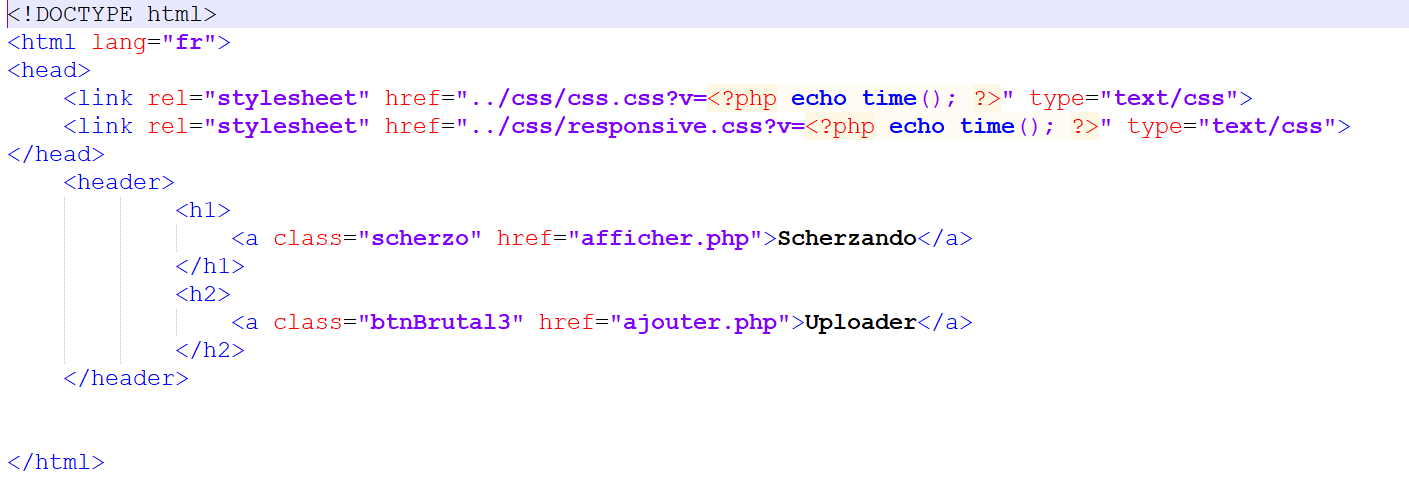 <!DOCTYPE html>
<html lang="fr">
<head>
    <link rel="stylesheet" href="../css/css.css?v=<?php echo time(); ?>" type="text/css">
    <link rel="stylesheet" href="../css/responsive.css?v=<?php echo time(); ?>" type="text/css">
</head>
    <header>
            <h1>
                <a class="scherzo" href="afficher.php">Scherzando</a>
            </h1>
            <h2>
                <a class="btnBrutal3" href="ajouter.php">Uploader</a>
            </h2>
    </header>
</html>